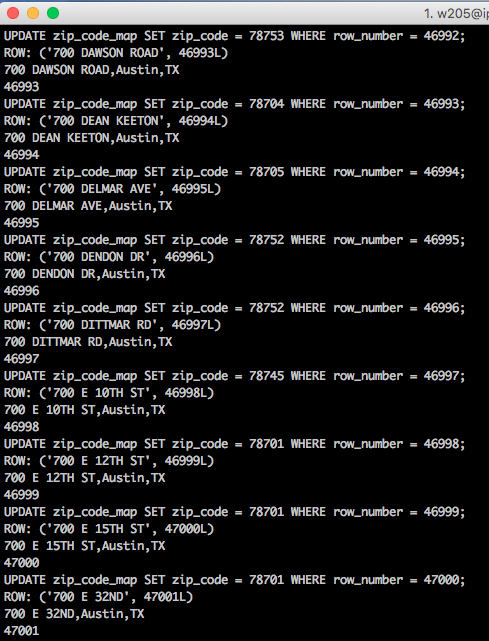 1. w205@ip
UPDATE zip_code_map SET zip_code = 78753 WHERE row_number = 46992;
ROW: ('700 DAWSON ROAD', 46993L)
700 DAWSON ROAD,Austin,TX
46993
UPDATE zip_code_map SET zip_code = 78704 WHERE row_number = 46993;
ROW: ('700 DEAN KEETON', 46994L)
700 DEAN KEETON,Austin,TX
46994
UPDATE zip_code_map SET zip_code = 78705 WHERE row_number = 46994;
ROW: ('700 DELMAR AVE', 46995L)
700 DELMAR AVE,Austin,TX
46995
UPDATE zip_code_map SET zip_code = 78752 WHERE row_number = 46995;
ROW: ('700 DENDON DR', 46996L)
700 DENDON DR,Austin,TX
46996
UPDATE zip_code_map SET zip_code = 78752 WHERE row_number = 46996;
ROW: ('700 DITTMAR RD', 46997L)
700 DITTMAR RD,Austin,TX
46997
UPDATE zip_code_map SET zip_code = 78745 WHERE row_number = 46997;
ROW: ('700 E 10TH ST', 46998L)
700 E 10TH ST,Austin,TX
46998
UPDATE zip_code_map SET zip_code = 78701 WHERE row_number = 46998;
ROW: ('700 E 12TH ST', 46999L)
700 E 12TH ST,Austin,TX
46999
UPDATE zip_code_map SET zip_code = 78701 WHERE row_number = 46999;
ROW: ('700 E 15TH ST', 47000L)
700 E 15TH ST,Austin,TX
47000
UPDATE zip_code_map SET zip_code = 78701 WHERE row_number = 47000;
ROW: ('700 E 32ND', 47001L)
700 E 32ND,Austin,TX
47001